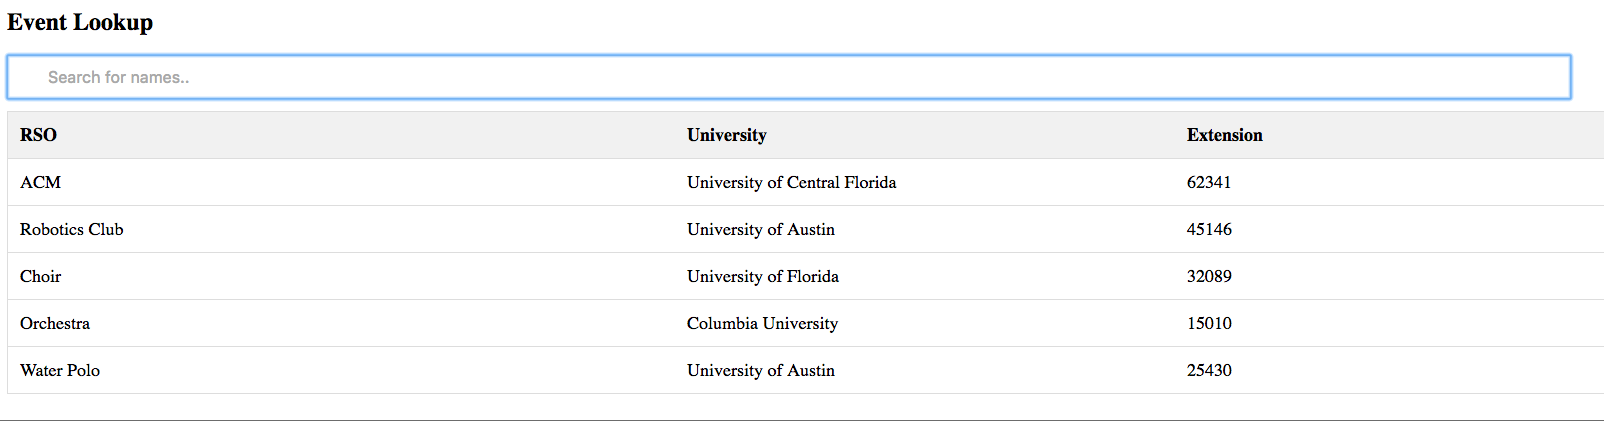 Event Lookup
Search for names..
RSO University Extension
ACM University of Central Florida 62341
Robotics Club University of Austin 45146
Choir University of Florida 32089
Orchestra Columbia University 15010
Water Polo University of Austin 25430